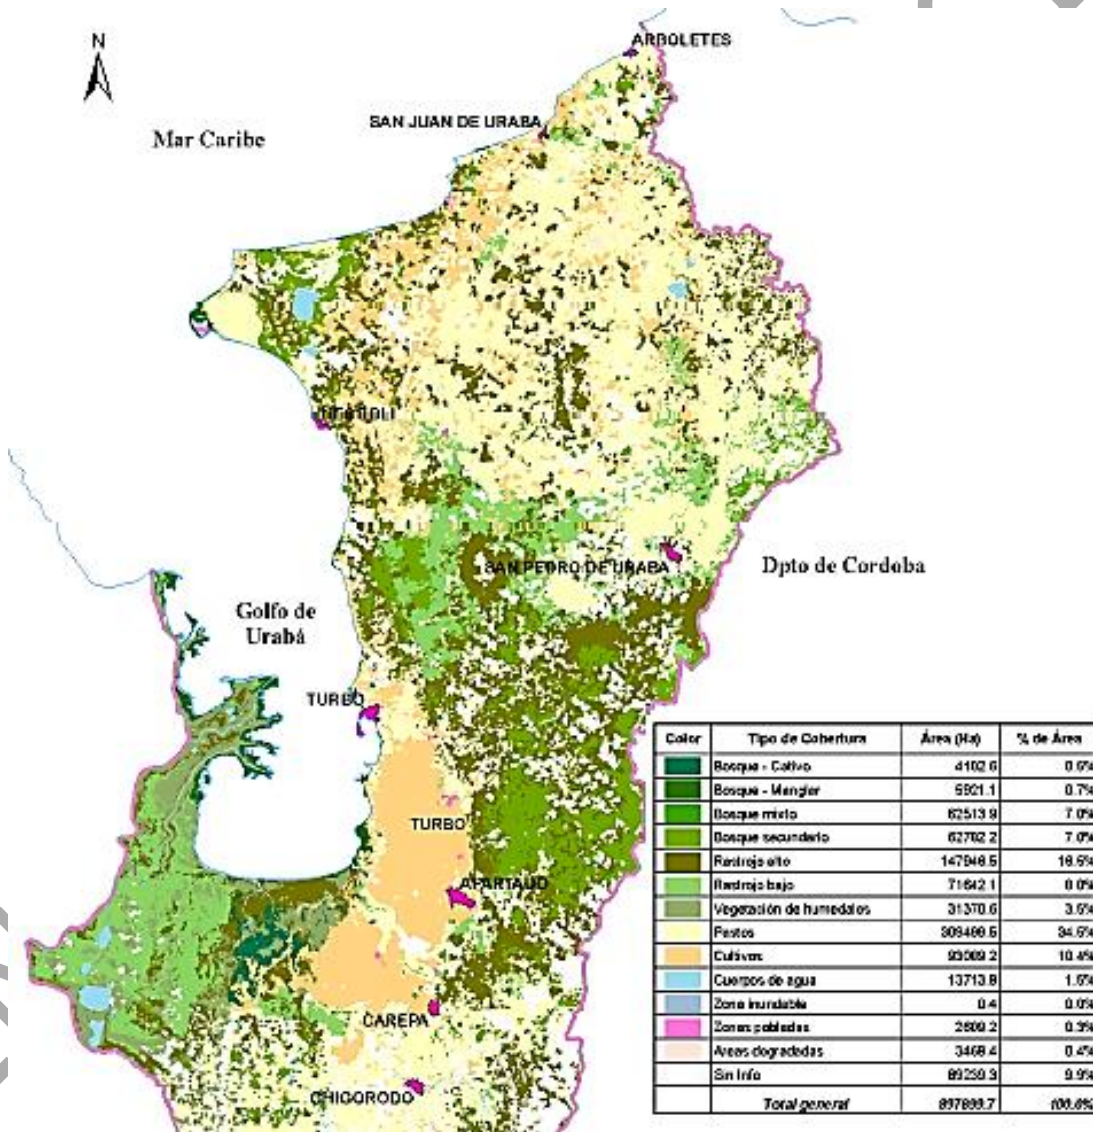 N
ARBOLETES
SAN JUAN DE URABA
Mar Caribe
SAN PEDRO DE URABA
Dpto de Cordoba
Golfo de
Urabá
TURBO
TURBO
APARTADO
CAREPA
CHIGORODO
Color Tipo de Cobertura Área (Ha) % de Área
Bosque - Cativo 4102.6 0.5%
Bosque - Manglar 5921.1 0.7%
Bosque mixto 62513.9 7.0%
Bosque secundario 62702.2 7.0%
Rastrojo alto 147948.5 16.5%
Rastrojo bajo 71642.1 8.0%
Vegetación de humedales 31370.6 3.5%
Pastos 309489.5 34.5%
Cultivos 93089.2 10.4%
Cuerpos de agua 13713.9 1.5%
Zona inundable 0.4 0.0%
Zonas pobladas 2609.2 0.3%
Areas degradadas 3468.4 0.4%
Sin Info 89239.3 9.9%
Total general 897899.7 100.0%